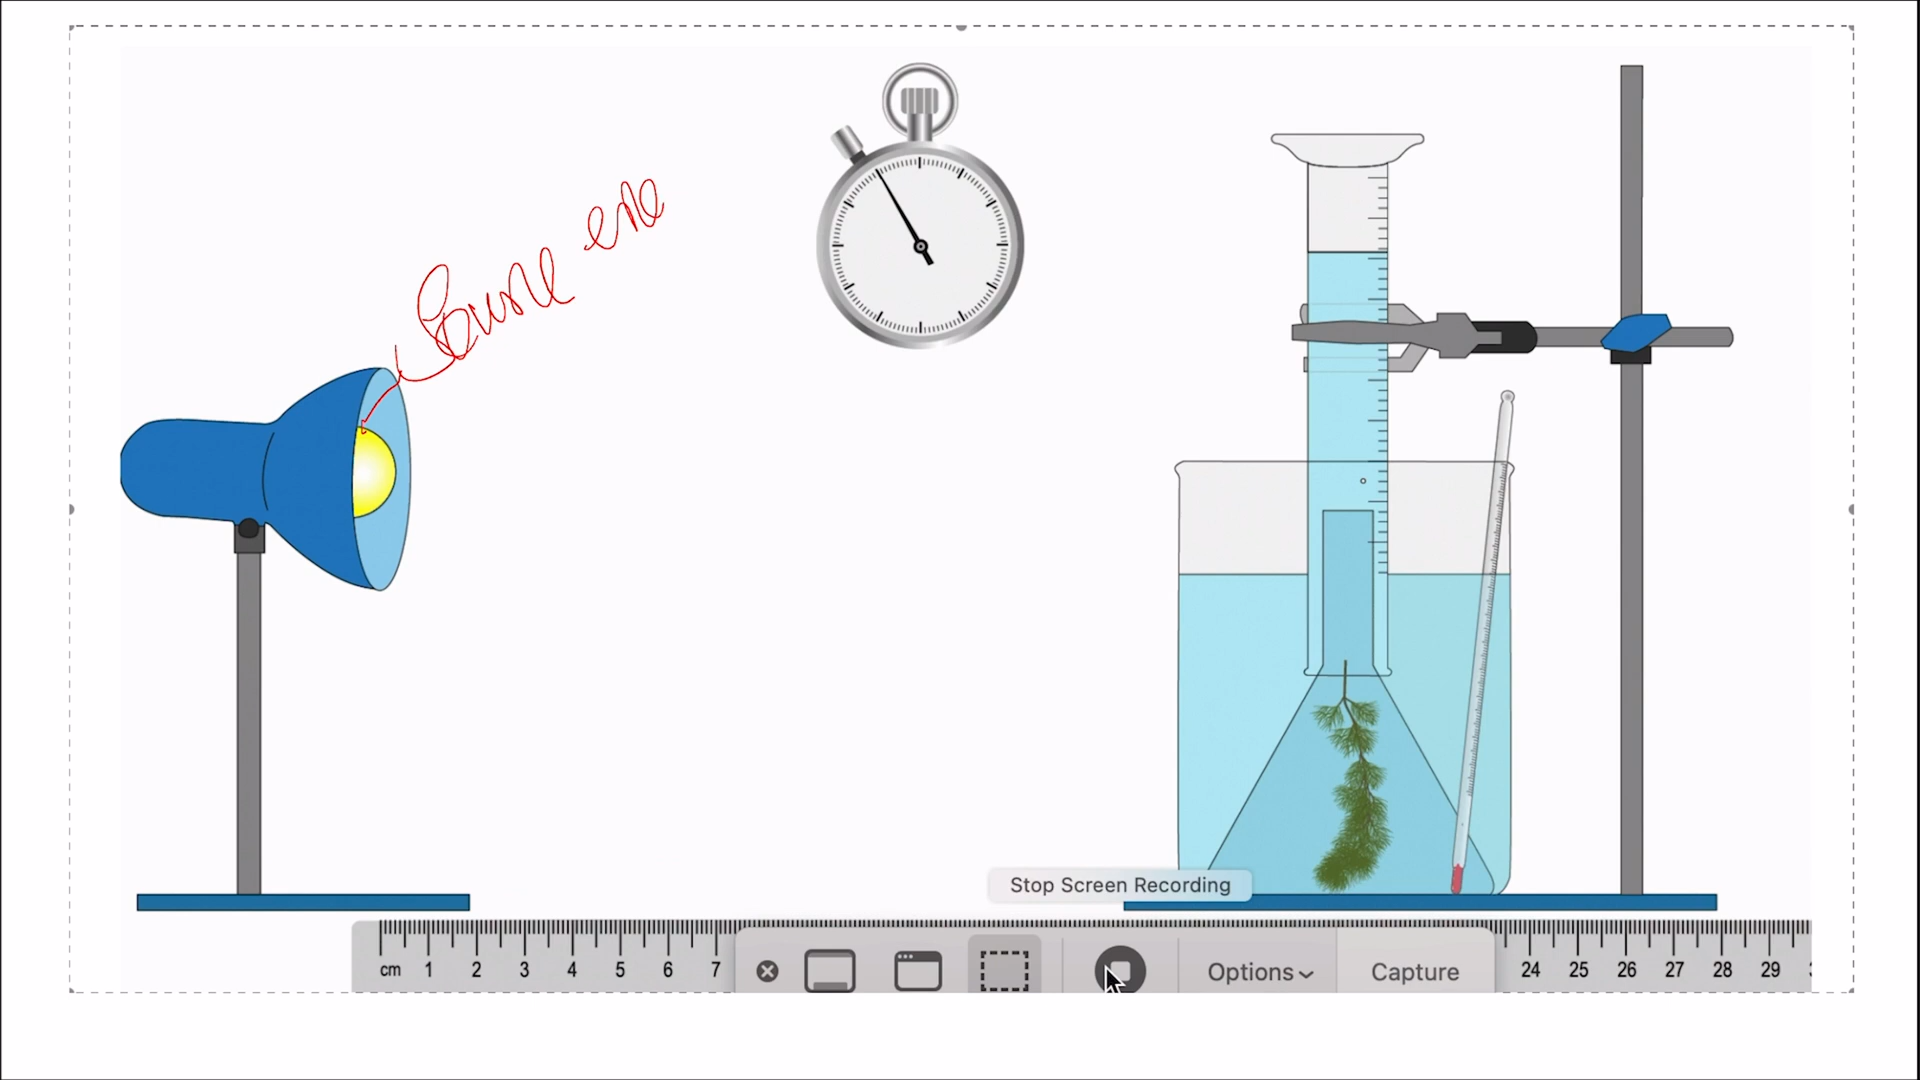 Stop Screen Recording
cm 1 2 3 4 5 6 7
Options
Capture
24 25 26 27 28 29